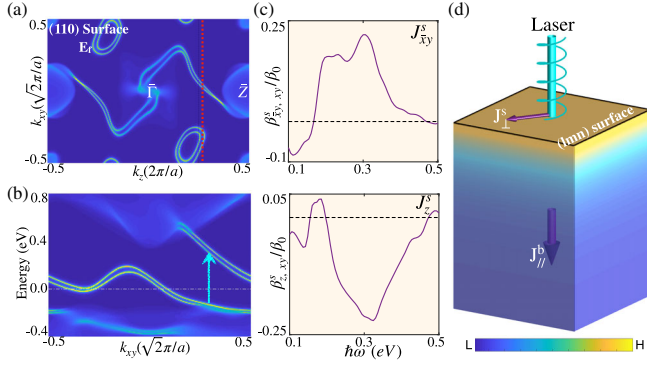 (a)
(110) Surface
E_f
Γ̄
Z̄
k_xy(√2π/a)
0.5
-0.5
-0.5
0.5
k_z(2π/a)
(b)
Energy (eV)
0.8
0.4
0.0
-0.4
-0.5
0.5
k_xy(√2π/a)
(c)
J^s_x̄y
β^s_x̄y, xy/β_0
0.25
-0.1
0.1
0.3
0.5
J^s_z
β^s_z, xy/β_0
0.05
-0.25
0.1
0.3
0.5
ħω (eV)
(d)
Laser
J^s_⊥
(lmn) surface
J^b_//
L
H